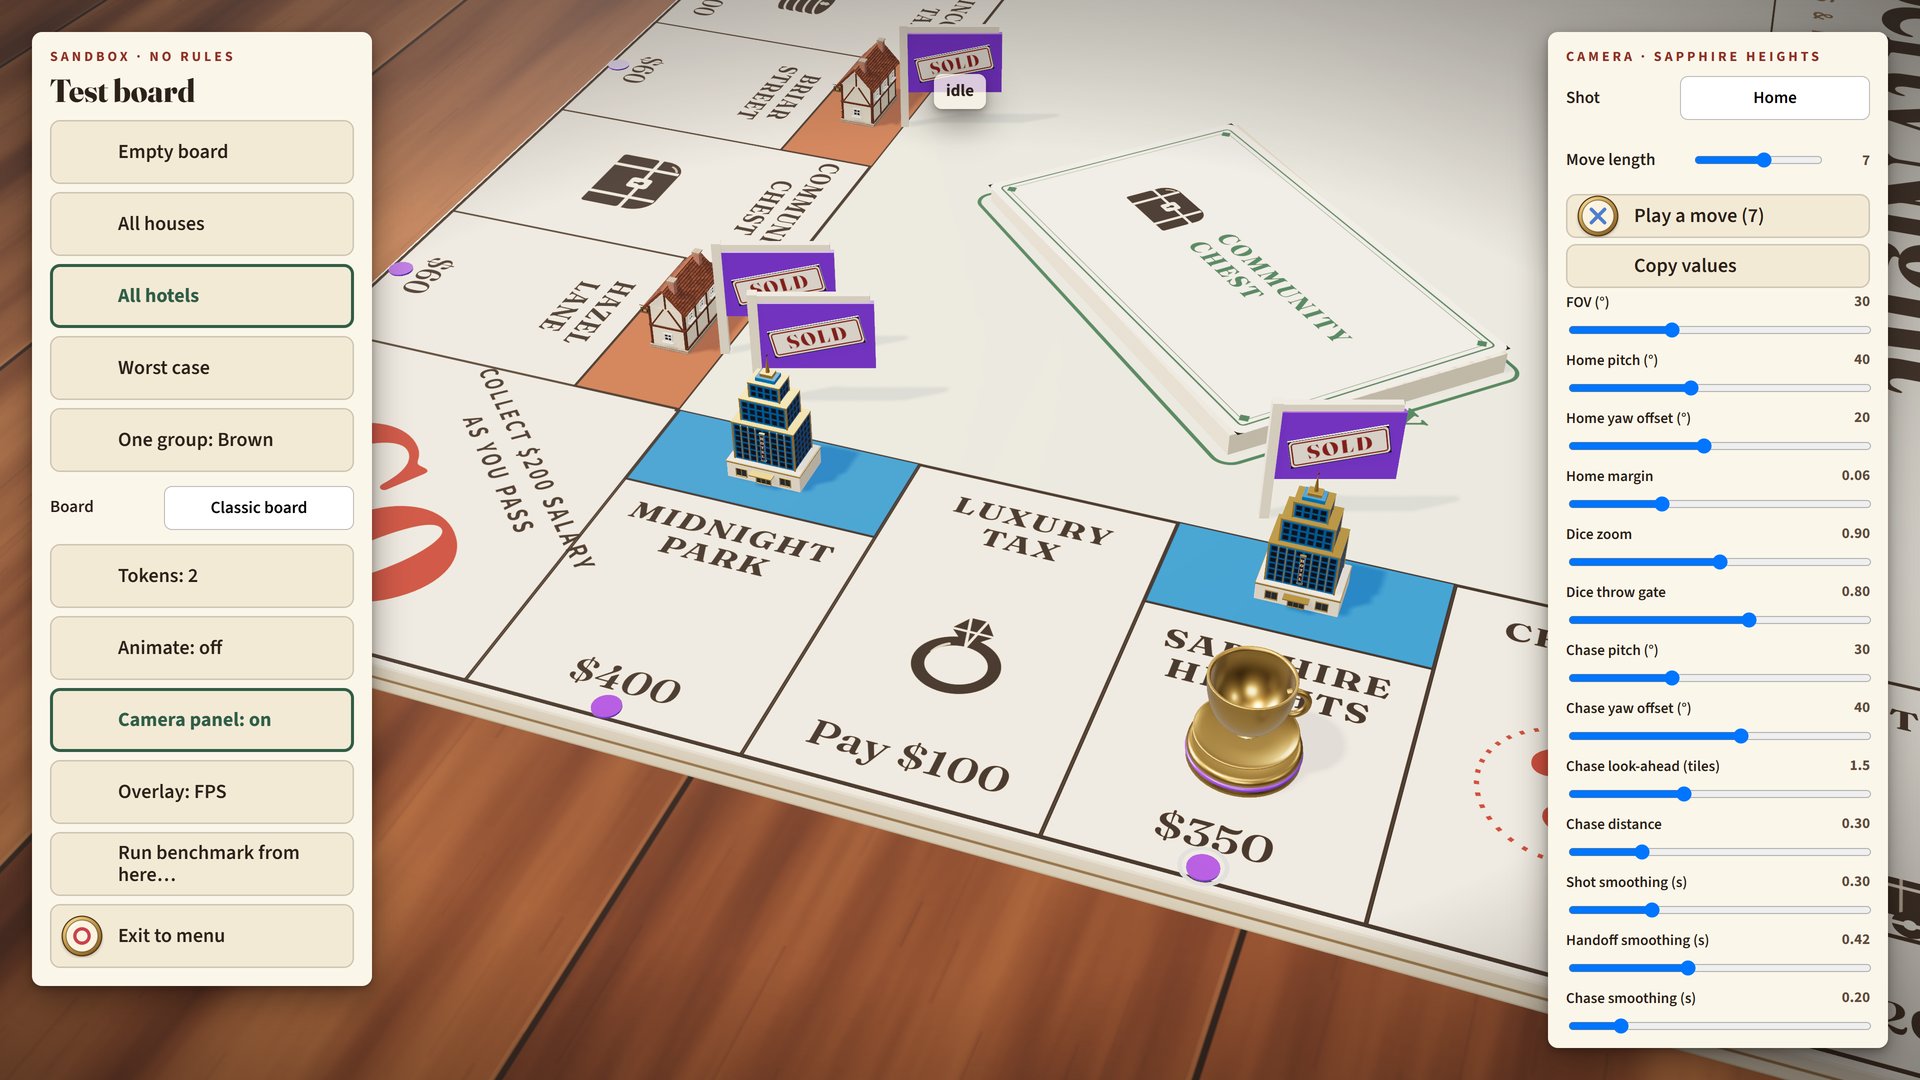 SANDBOX · NO RULES
Test board
Empty board
All houses
All hotels
Worst case
One group: Brown
Board
Classic board
Tokens: 2
Animate: off
Camera panel: on
Overlay: FPS
Run benchmark from
here…
Exit to menu
$60
BRIAR
STREET
SOLD
idle
COMMUNI
CHEST
$60
HAZEL
LANE
SOLD
SOLD
COMMUNITY
CHEST
SOLD
COLLECT $200 SALARY
AS YOU PASS
MIDNIGHT
PARK
$400
LUXURY
TAX
Pay $100
$350
CAMERA · SAPPHIRE HEIGHTS
Shot
Home
Move length
7
Play a move (7)
Copy values
FOV (°)
30
Home pitch (°)
40
Home yaw offset (°)
20
Home margin
0.06
Dice zoom
0.90
Dice throw gate
0.80
Chase pitch (°)
30
Chase yaw offset (°)
40
Chase look-ahead (tiles)
1.5
Chase distance
0.30
Shot smoothing (s)
0.30
Handoff smoothing (s)
0.42
Chase smoothing (s)
0.20